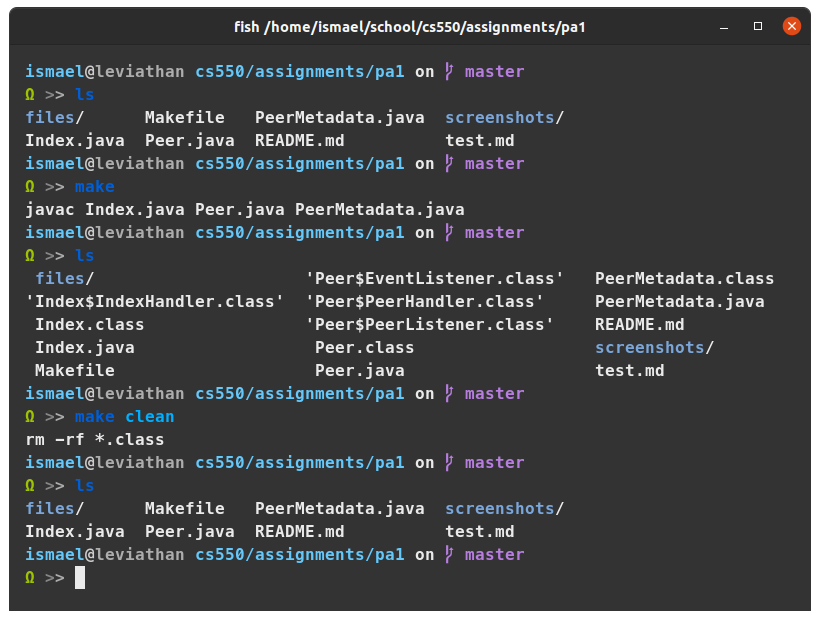 fish /home/ismael/school/cs550/assignments/pa1
ismael@leviathan cs550/assignments/pa1 on master
Ω >> ls
files/      Makefile   PeerMetadata.java  screenshots/
Index.java  Peer.java  README.md          test.md
ismael@leviathan cs550/assignments/pa1 on master
Ω >> make
javac Index.java Peer.java PeerMetadata.java
ismael@leviathan cs550/assignments/pa1 on master
Ω >> ls
 files/                     'Peer$EventListener.class'   PeerMetadata.class
'Index$IndexHandler.class'  'Peer$PeerHandler.class'     PeerMetadata.java
 Index.class                'Peer$PeerListener.class'    README.md
 Index.java                  Peer.class                  screenshots/
 Makefile                    Peer.java                   test.md
ismael@leviathan cs550/assignments/pa1 on master
Ω >> make clean
rm -rf *.class
ismael@leviathan cs550/assignments/pa1 on master
Ω >> ls
files/      Makefile   PeerMetadata.java  screenshots/
Index.java  Peer.java  README.md          test.md
ismael@leviathan cs550/assignments/pa1 on master
Ω >>